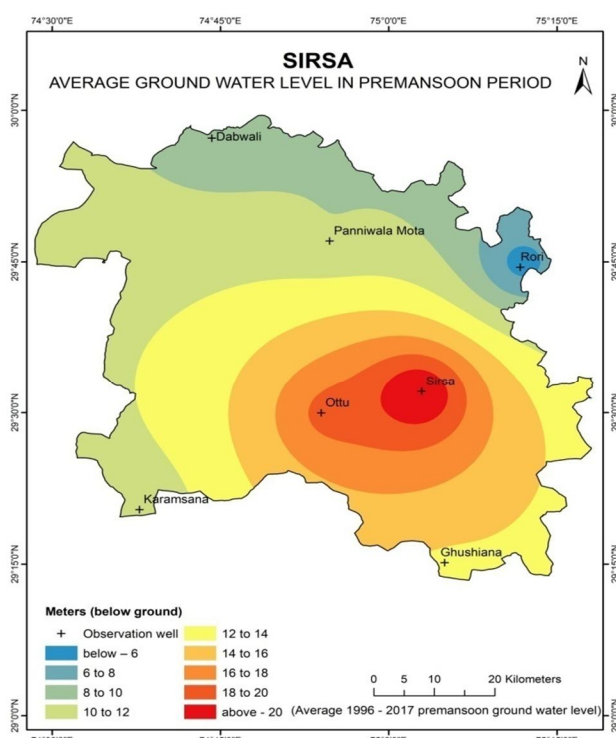 74°30'0"E 74°45'0"E 75°0'0"E 75°15'0"E
SIRSA
AVERAGE GROUND WATER LEVEL IN PREMANSOON PERIOD
N
30°0'0"N
Dabwali
Panniwala Mota
Rori
29°45'0"N
Sirsa
Ottu
29°30'0"N
Karamsana
Ghushiana
29°15'0"N
Meters (below ground)
Observation well
below – 6
6 to 8
8 to 10
10 to 12
12 to 14
14 to 16
16 to 18
18 to 20
above - 20
0 5 10 20 Kilometers
(Average 1996 - 2017 premansoon ground water level)
29°0'0"N